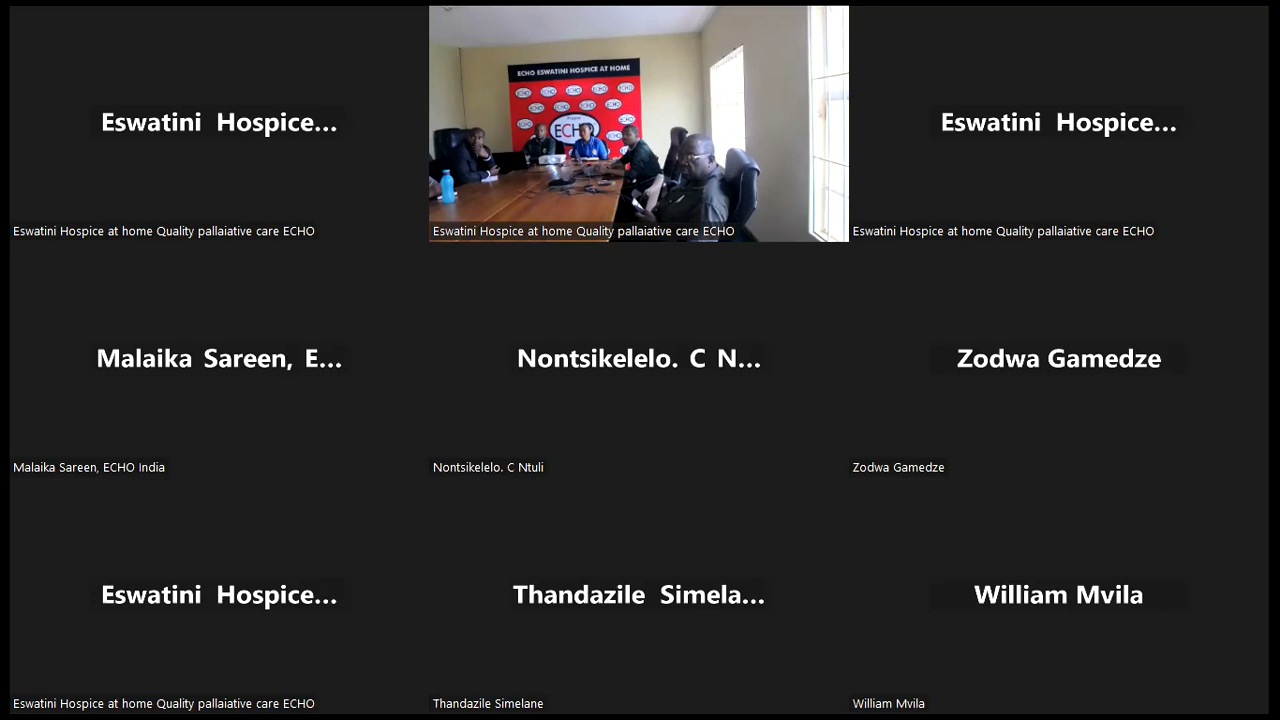 Eswatini Hospice...
Eswatini Hospice at home Quality pallaiative care ECHO
ECHO ESWATINI HOSPICE AT HOME
ECHO
Eswatini Hospice at home Quality pallaiative care ECHO
Eswatini Hospice...
Eswatini Hospice at home Quality pallaiative care ECHO
Malaika Sareen, E...
Malaika Sareen, ECHO India
Nontsikelelo. C N...
Nontsikelelo. C Ntuli
Zodwa Gamedze
Zodwa Gamedze
Eswatini Hospice...
Eswatini Hospice at home Quality pallaiative care ECHO
Thandazile Simela...
Thandazile Simelane
William Mvila
William Mvila